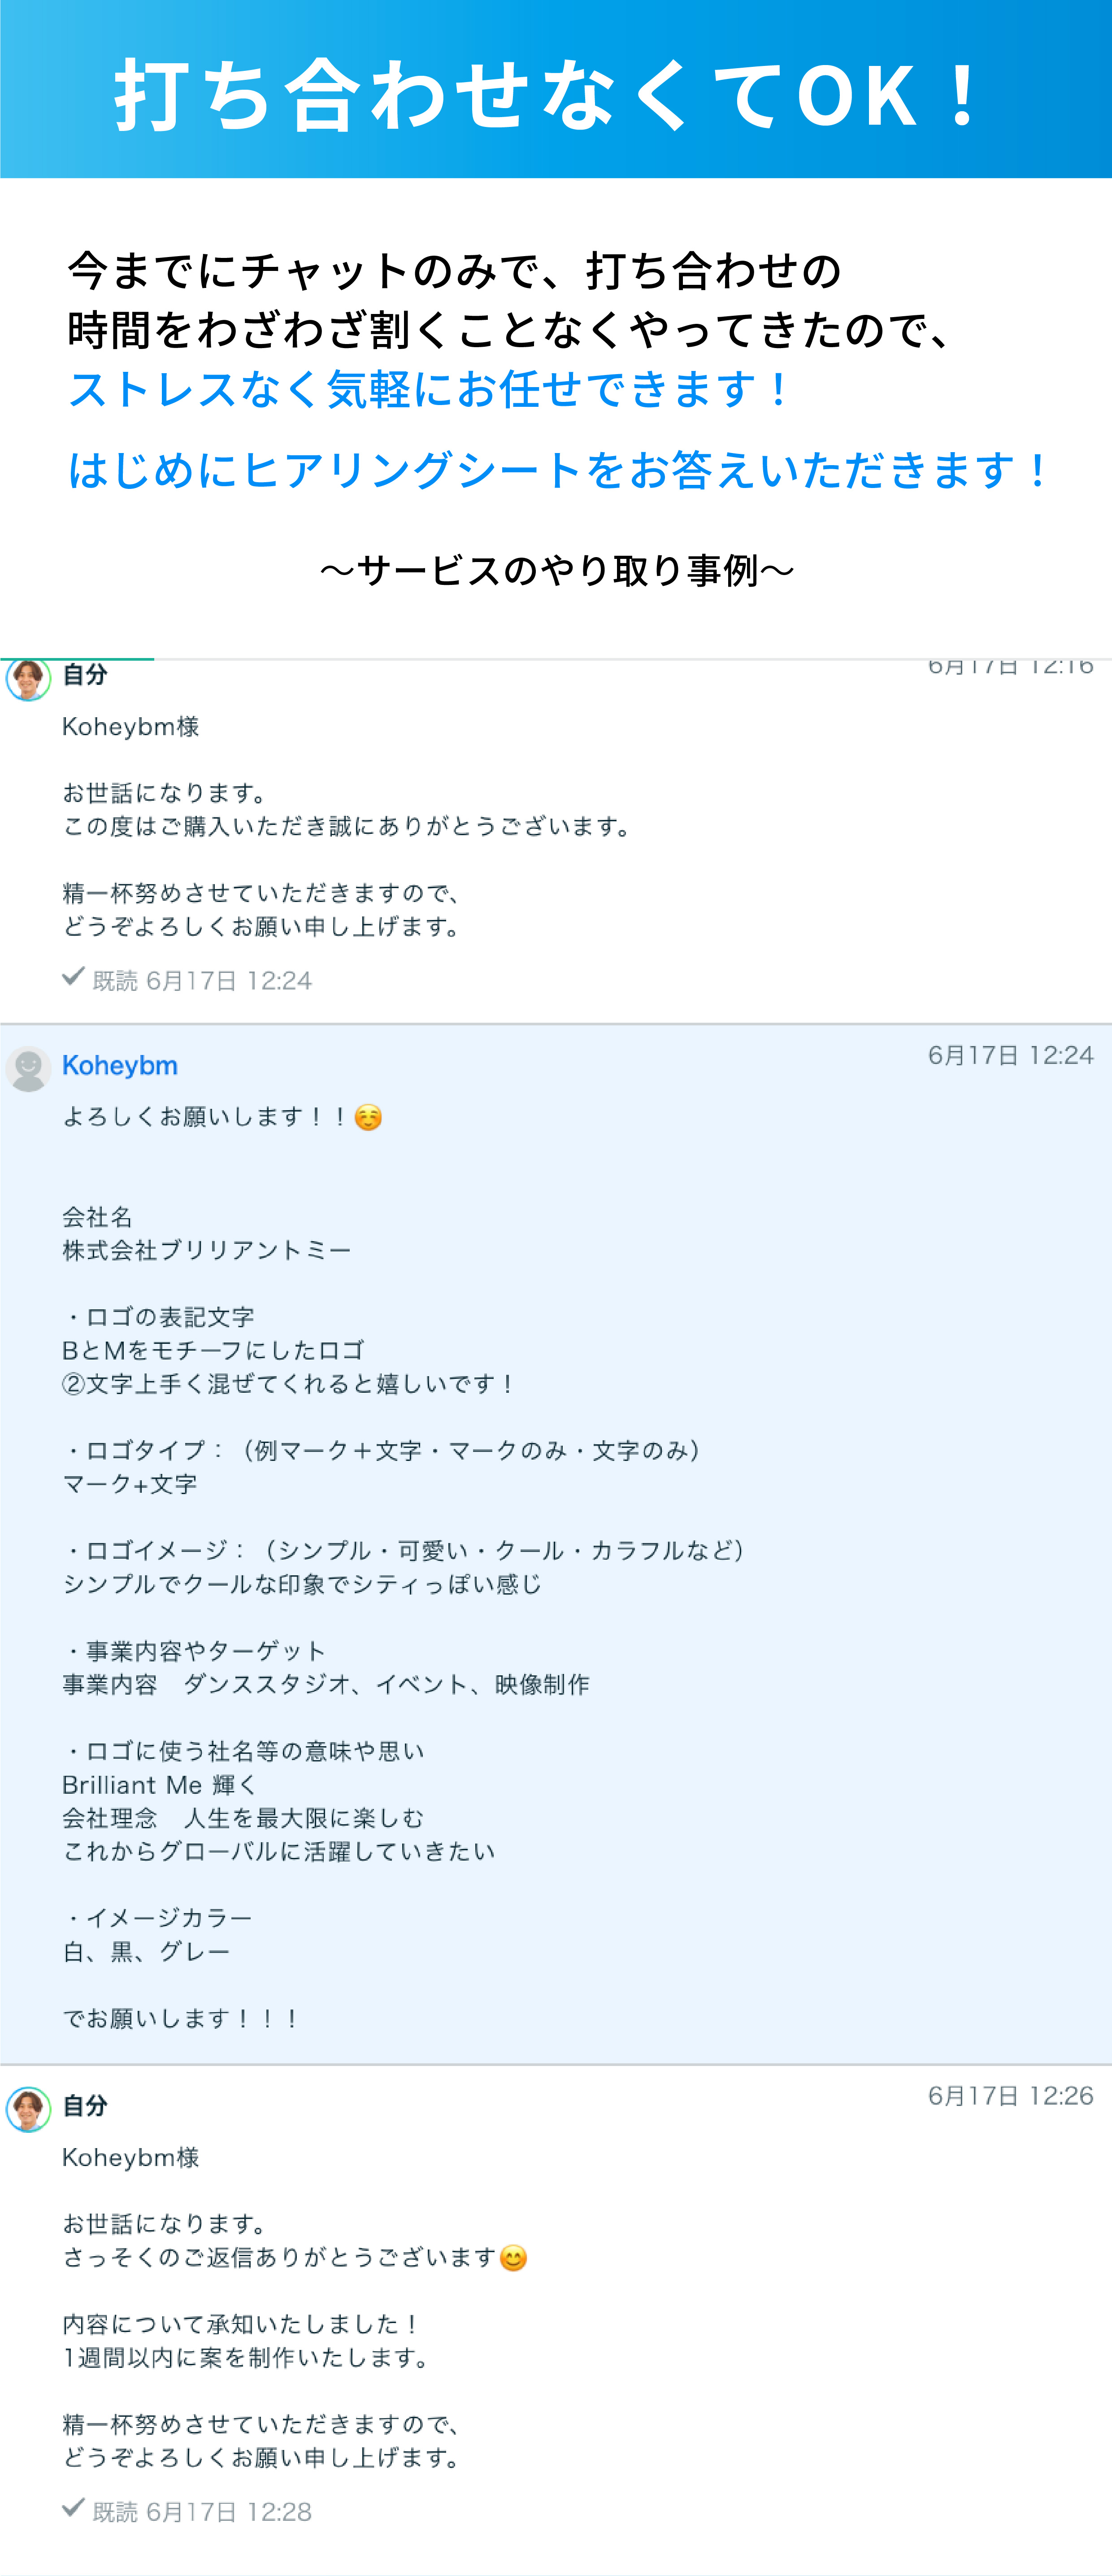 打ち合わせなくてOK！
今までにチャットのみで、打ち合わせの
時間をわざわざ割くことなくやってきたので、
ストレスなく気軽にお任せできます！
はじめにヒアリングシートをお答えいただきます！
〜サービスのやり取り事例〜
自分
6月17日 12:16
Koheybm様
お世話になります。
この度はご購入いただき誠にありがとうございます。
精一杯努めさせていただきますので、
どうぞよろしくお願い申し上げます。
✓ 既読 6月17日 12:24
Koheybm
6月17日 12:24
よろしくお願いします！！☺️
会社名
株式会社ブリリアントミー
・ロゴの表記文字
BとMをモチーフにしたロゴ
②文字上手く混ぜてくれると嬉しいです！
・ロゴタイプ：（例マーク＋文字・マークのみ・文字のみ）
マーク+文字
・ロゴイメージ：（シンプル・可愛い・クール・カラフルなど）
シンプルでクールな印象でシティっぽい感じ
・事業内容やターゲット
事業内容　ダンススタジオ、イベント、映像制作
・ロゴに使う社名等の意味や思い
Brilliant Me 輝く
会社理念　人生を最大限に楽しむ
これからグローバルに活躍していきたい
・イメージカラー
白、黒、グレー
でお願いします！！！
自分
6月17日 12:26
Koheybm様
お世話になります。
さっそくのご返信ありがとうございます😊
内容について承知いたしました！
1週間以内に案を制作いたします。
精一杯努めさせていただきますので、
どうぞよろしくお願い申し上げます。
✓ 既読 6月17日 12:28